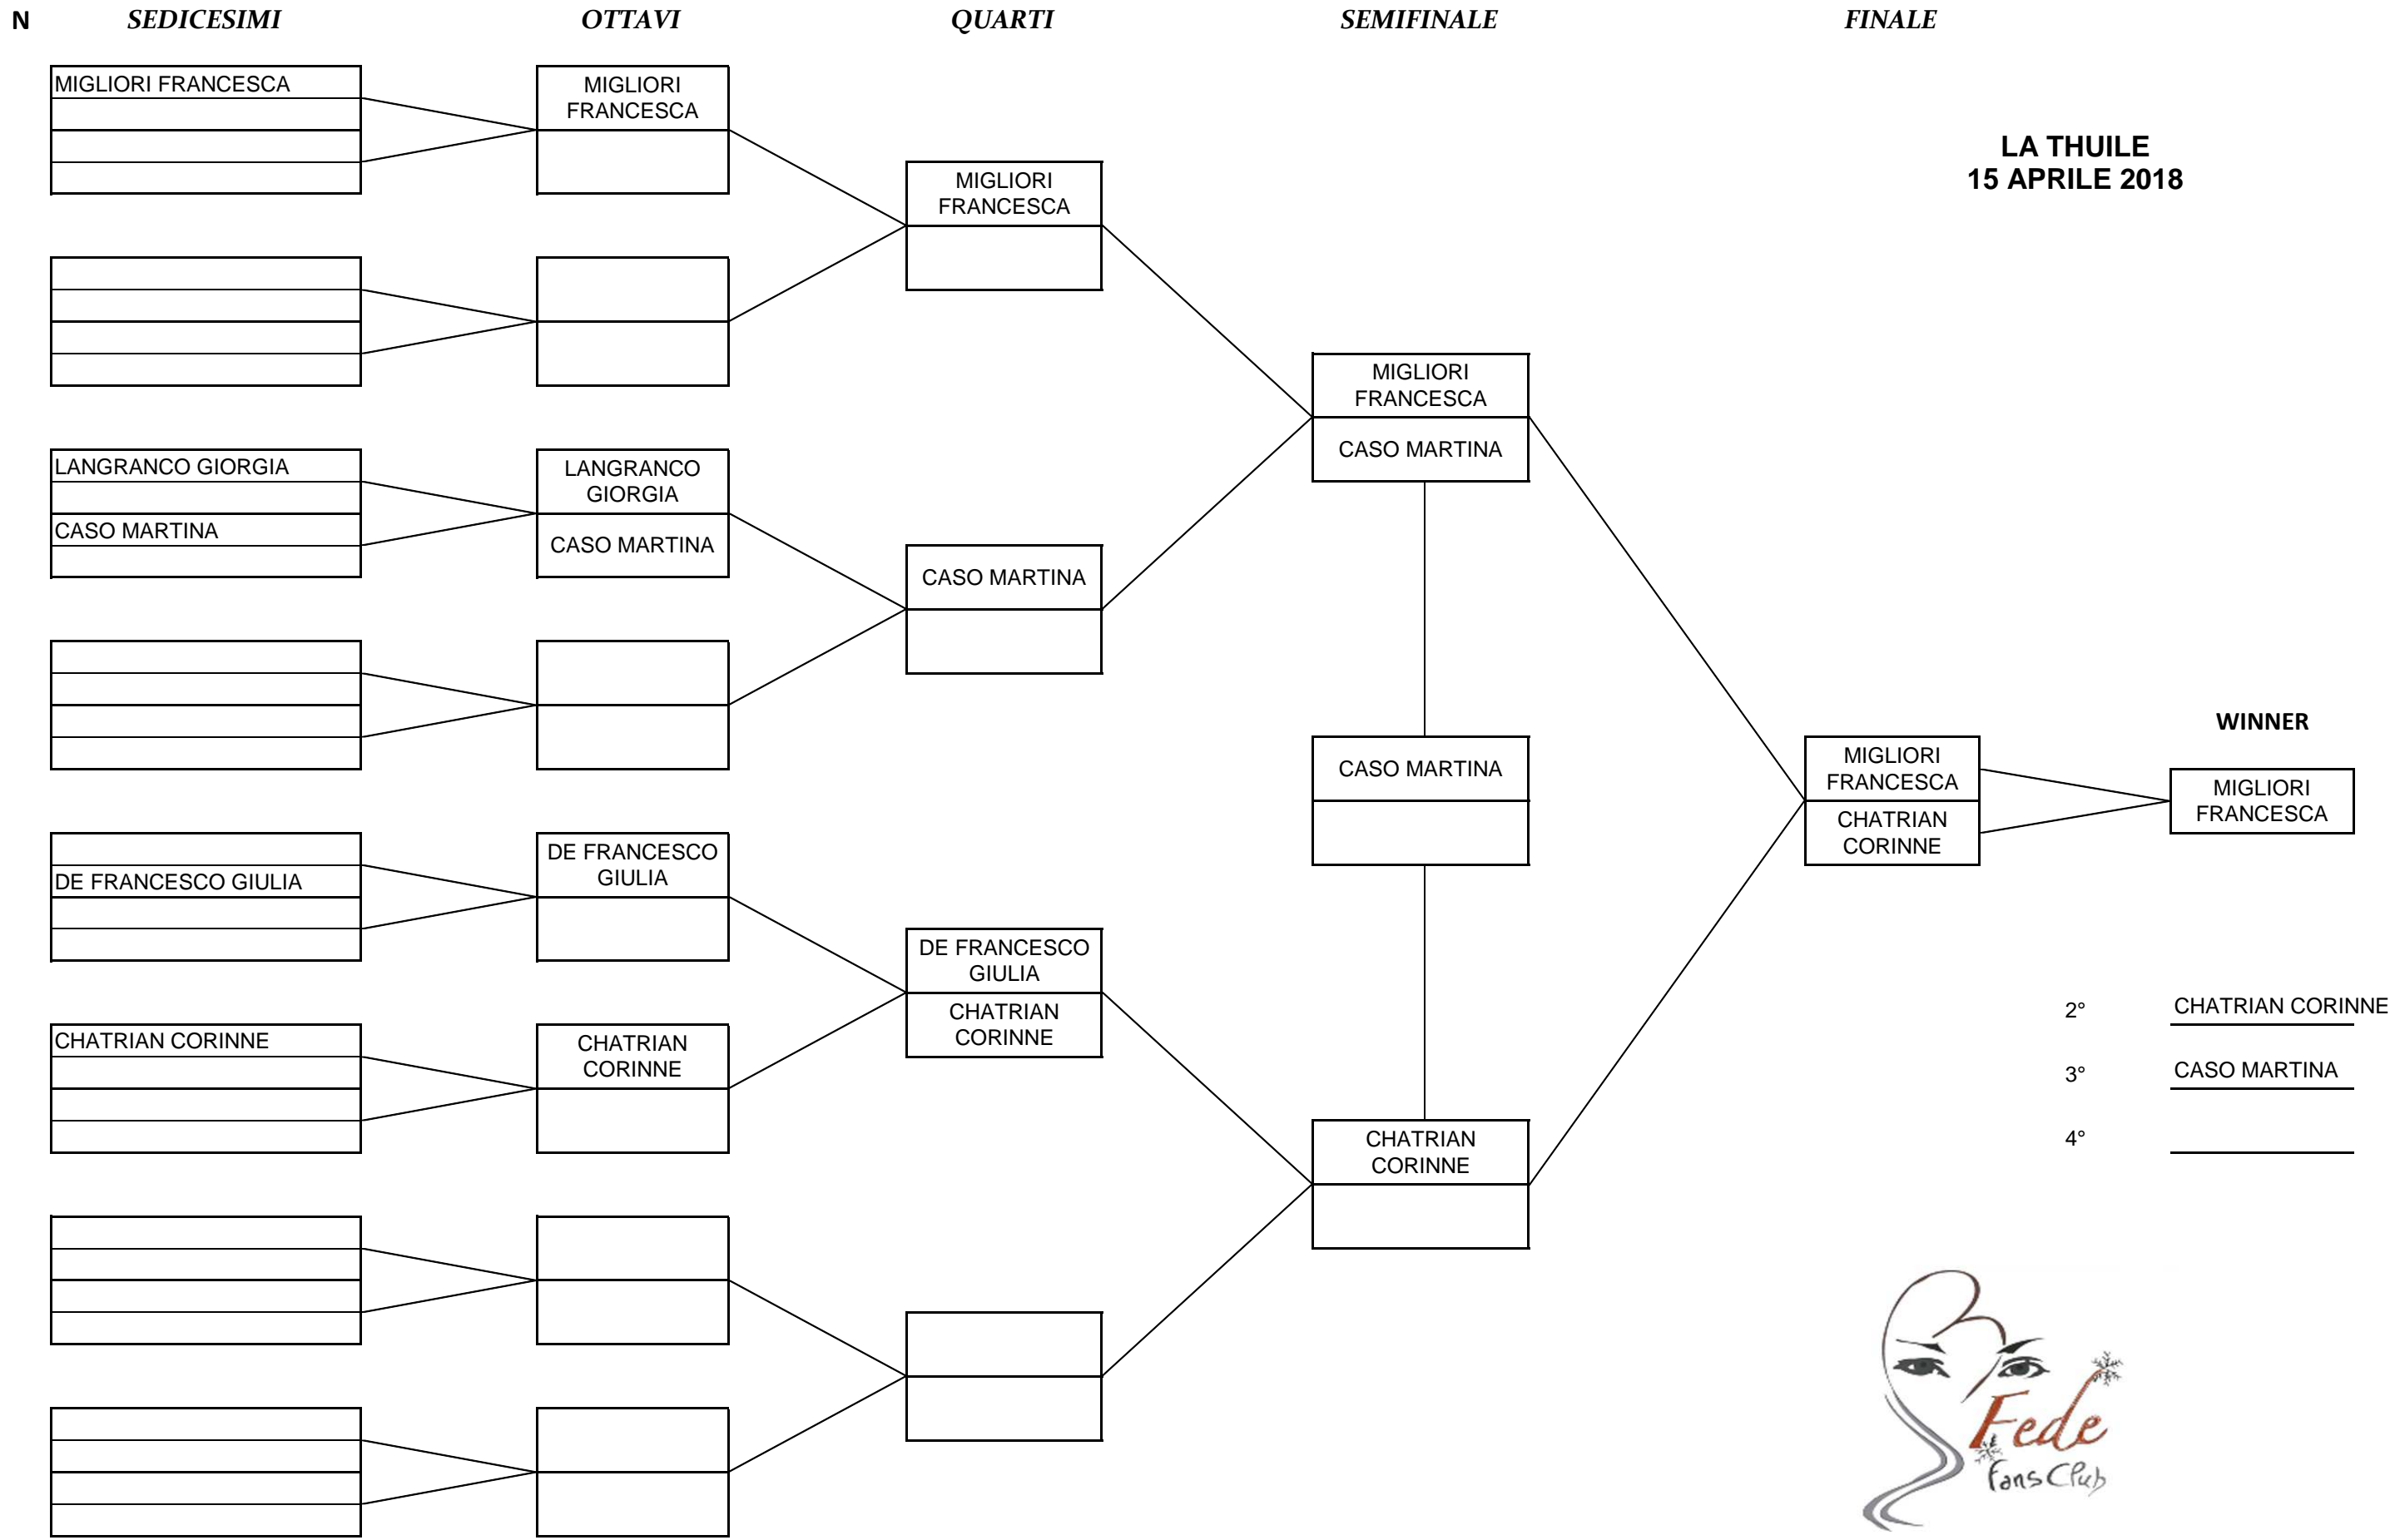 N SEDICESIMI OTTAVI QUARTI SEMIFINALE FINALE
MIGLIORI FRANCESCA
LANGRANCO GIORGIA
CASO MARTINA
DE FRANCESCO GIULIA
CHATRIAN CORINNE
MIGLIORI
FRANCESCA
LANGRANCO
GIORGIA
CASO MARTINA
DE FRANCESCO
GIULIA
CHATRIAN
CORINNE
MIGLIORI
FRANCESCA
CASO MARTINA
DE FRANCESCO
GIULIA
CHATRIAN
CORINNE
MIGLIORI
FRANCESCA
CASO MARTINA
CASO MARTINA
CHATRIAN
CORINNE
MIGLIORI
FRANCESCA
CHATRIAN
CORINNE
LA THUILE
15 APRILE 2018
WINNER
MIGLIORI
FRANCESCA
2° CHATRIAN CORINNE
3° CASO MARTINA
4°
Fede
Fans Club